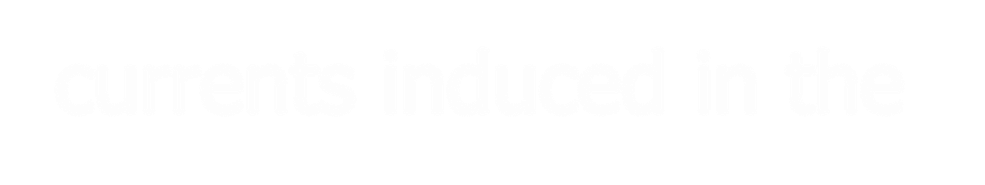 currents induced in the